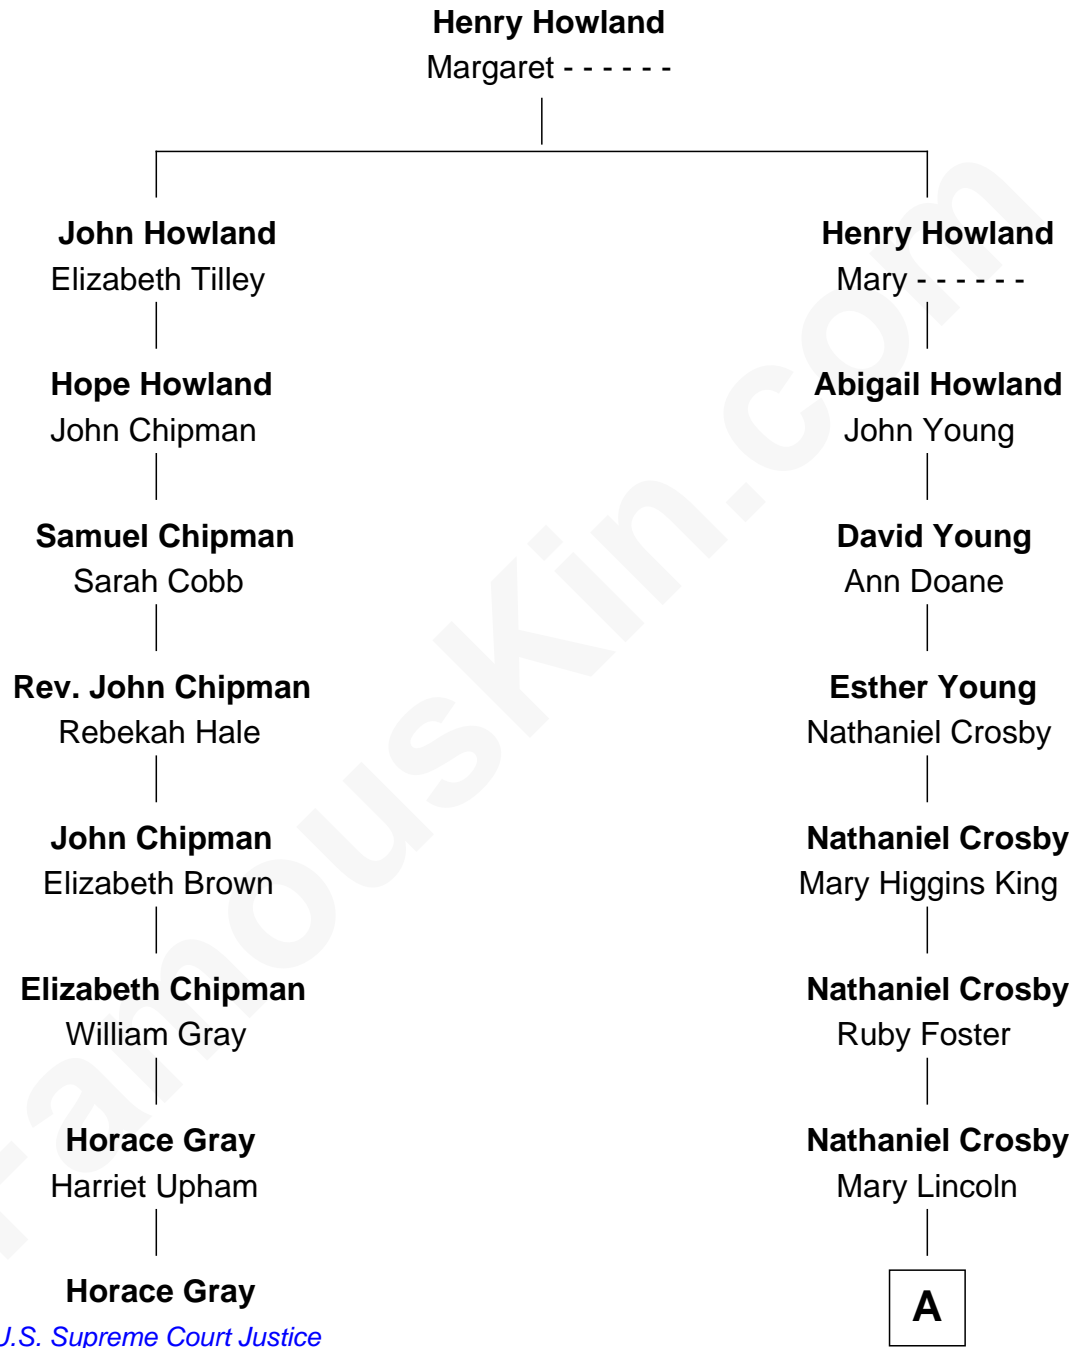 Henry Howland
Margaret - - - - - -
John Howland
Elizabeth Tilley
Henry Howland
Mary - - - - - -
Hope Howland
John Chipman
Abigail Howland
John Young
Samuel Chipman
Sarah Cobb
David Young
Ann Doane
Rev. John Chipman
Rebekah Hale
Esther Young
Nathaniel Crosby
John Chipman
Elizabeth Brown
Nathaniel Crosby
Mary Higgins King
Elizabeth Chipman
William Gray
Nathaniel Crosby
Ruby Foster
Horace Gray
Harriet Upham
Nathaniel Crosby
Mary Lincoln
Horace Gray
U.S. Supreme Court Justice
A
FamousKin.com